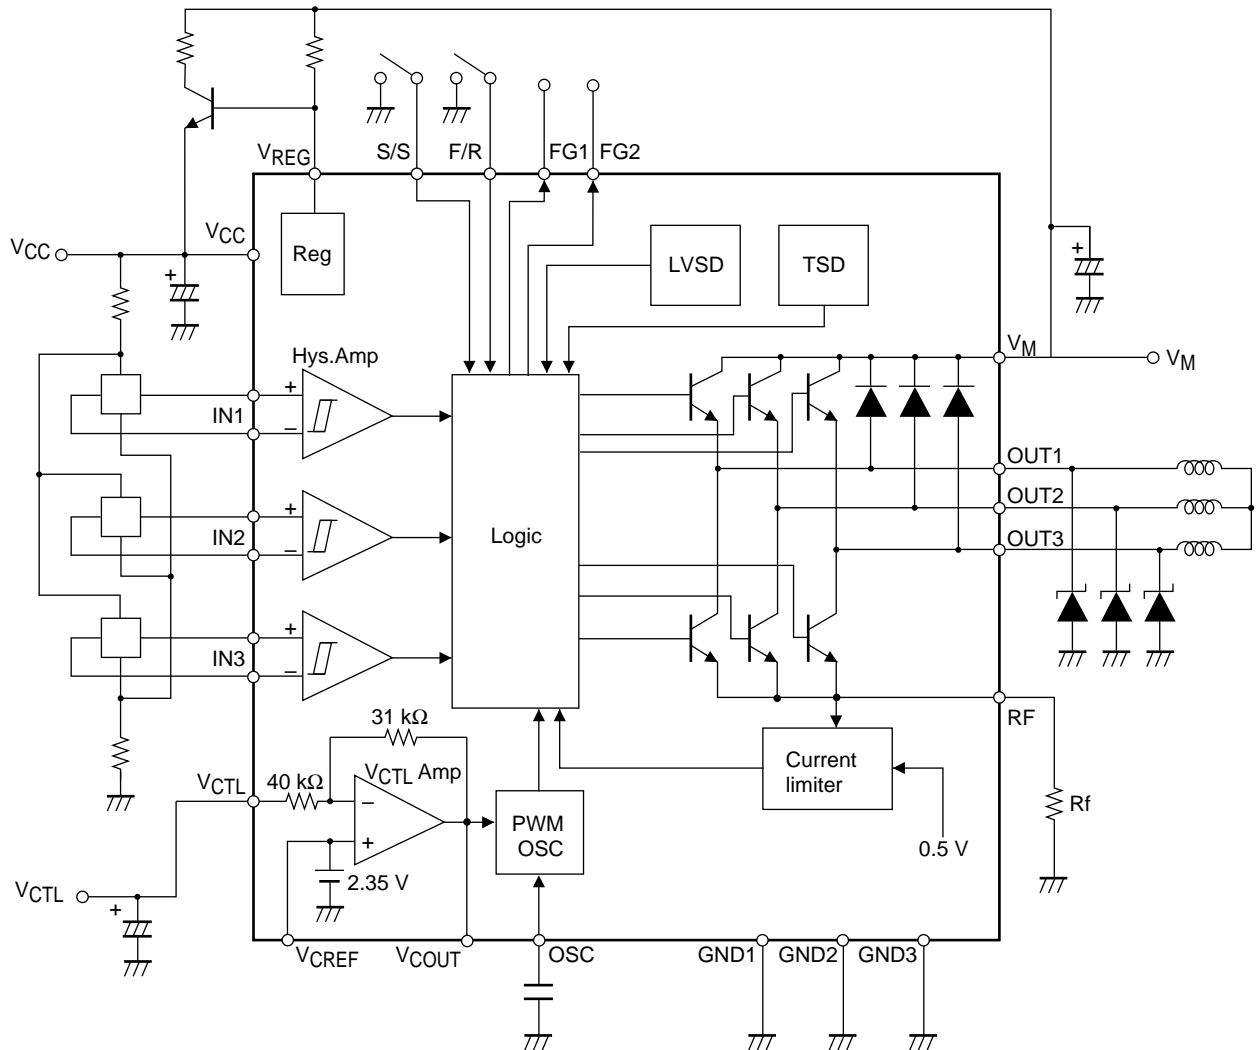 VREG
S/S
F/R
FG1
FG2
VCC
VCC
+
Reg
LVSD
TSD
+
Hys.Amp
VM
VM
+
IN1
–
OUT1
+
IN2
–
Logic
OUT2
OUT3
+
IN3
–
RF
31 kΩ
Current
limiter
VCTL
40 kΩ
VCTL Amp
–
+
PWM
OSC
0.5 V
Rf
2.35 V
VCTL
+
VCREF
VCOUT
OSC
GND1
GND2
GND3